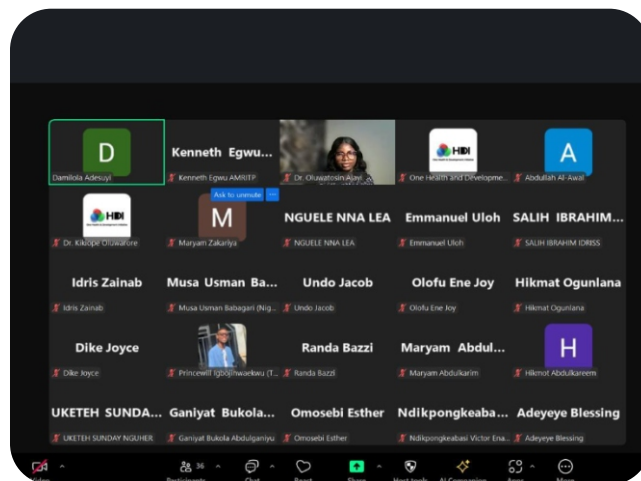 D
Damilola Adesuyi
Kenneth Egwu...
Kenneth Egwu AMRITP
Dr. Oluwatosin Ajayi
HDI
One Health and Developme...
A
Abdullah Al-Awal
Ask to unmute ...
HDI
Dr. Kikiope Oluwarore
M
Maryam Zakariya
NGUELE NNA LEA
NGUELE NNA LEA
Emmanuel Uloh
Emmanuel Uloh
SALIH IBRAHIM...
SALIH IBRAHIM IDRISS
Idris Zainab
Idris Zainab
Musa Usman Ba...
Musa Usman Babagari (Nig...
Undo Jacob
Undo Jacob
Olofu Ene Joy
Olofu Ene Joy
Hikmat Ogunlana
Hikmat Ogunlana
Dike Joyce
Dike Joyce
Princewill Igbojihwaekwu (T...
Randa Bazzi
Randa Bazzi
Maryam Abdul...
Maryam Abdulkarim
H
Hikmot Abdulkareem
UKETEH SUNDA...
UKETEH SUNDAY NGUHER
Ganiyat Bukola...
Ganiyat Bukola Abdulganiyu
Omosebi Esther
Omosebi Esther
Ndikpongkeaba...
Ndikpongkeabasi Victor Ena...
Adeyeye Blessing
Adeyeye Blessing
36
Participants
Chat
React
Share
Host tools
AI Companion
Apps
More